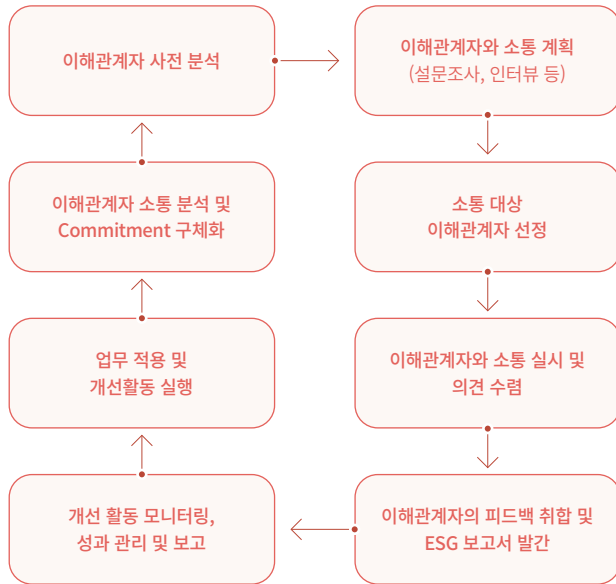 이해관계자 사전 분석
이해관계자와 소통 계획
(설문조사, 인터뷰 등)
소통 대상
이해관계자 선정
이해관계자와 소통 실시 및
의견 수렴
이해관계자의 피드백 취합 및
ESG 보고서 발간
개선 활동 모니터링,
성과 관리 및 보고
업무 적용 및
개선활동 실행
이해관계자 소통 분석 및
Commitment 구체화